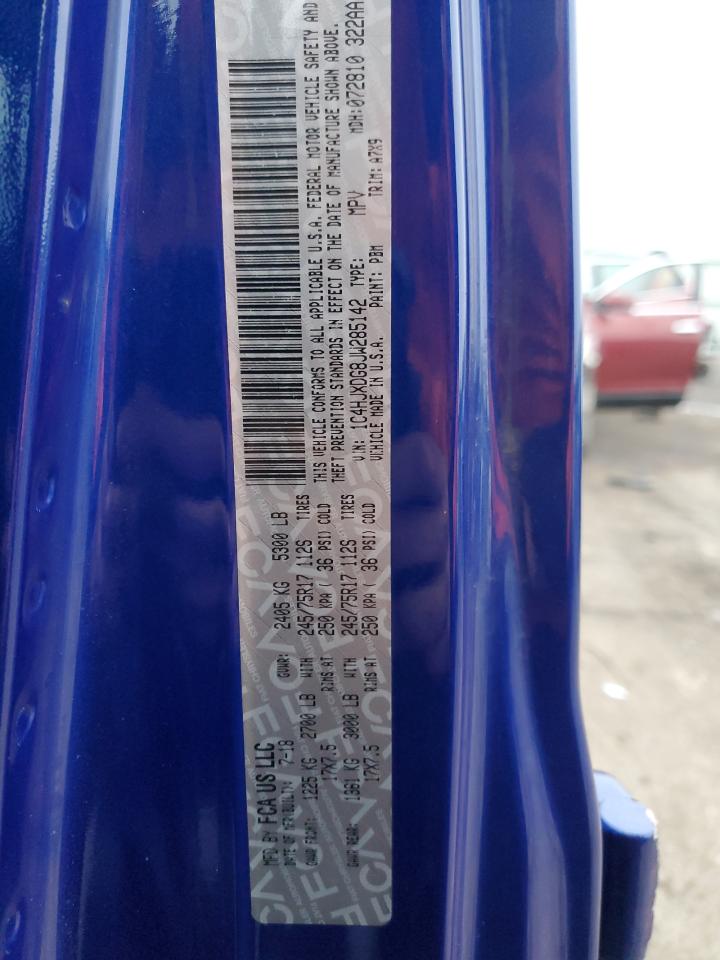 MFD BY FCA US LLC
DATE OF MFR(BUILT): 7-18 GVWR: 2405 KG 5300 LB
GAWR FRONT: 1225 KG 2700 LB WITH 245/75R17 112S TIRES
17X7.5 RIMS AT 250 KPA ( 36 PSI) COLD
GAWR REAR: 1361 KG 3000 LB WITH 245/75R17 112S TIRES
17X7.5 RIMS AT 250 KPA ( 36 PSI) COLD
THIS VEHICLE CONFORMS TO ALL APPLICABLE U.S.A. FEDERAL MOTOR VEHICLE SAFETY AND
THEFT PREVENTION STANDARDS IN EFFECT ON THE DATE OF MANUFACTURE SHOWN ABOVE.
VIN: 1C4HJXDG8JW285142 TYPE: MPV MDH:072810 322AA
VEHICLE MADE IN U.S.A. PAINT: PBM TRIM: A7X9